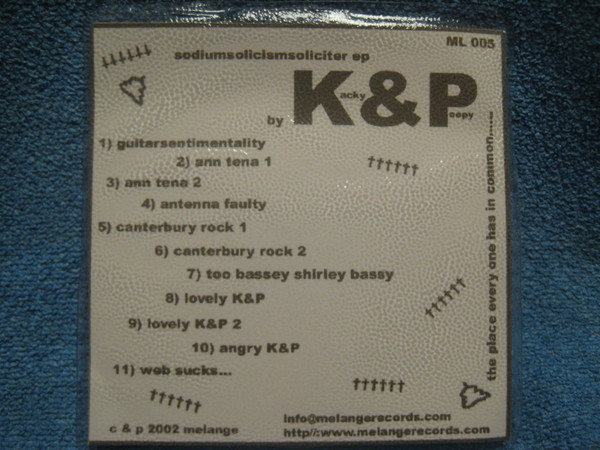 ML 005
sodiumsolicismsoliciter ep
by Kacky & Poopy
1) guitarsentimentality
2) ann tena 1
3) ann tena 2
4) antenna faulty
5) canterbury rock 1
6) canterbury rock 2
7) too bassey shirley bassy
8) lovely K&P
9) lovely K&P 2
10) angry K&P
11) web sucks...
the place every one has in common.....
c & p 2002 melange
info@melangerecords.com
http//:www.melangerecords.com